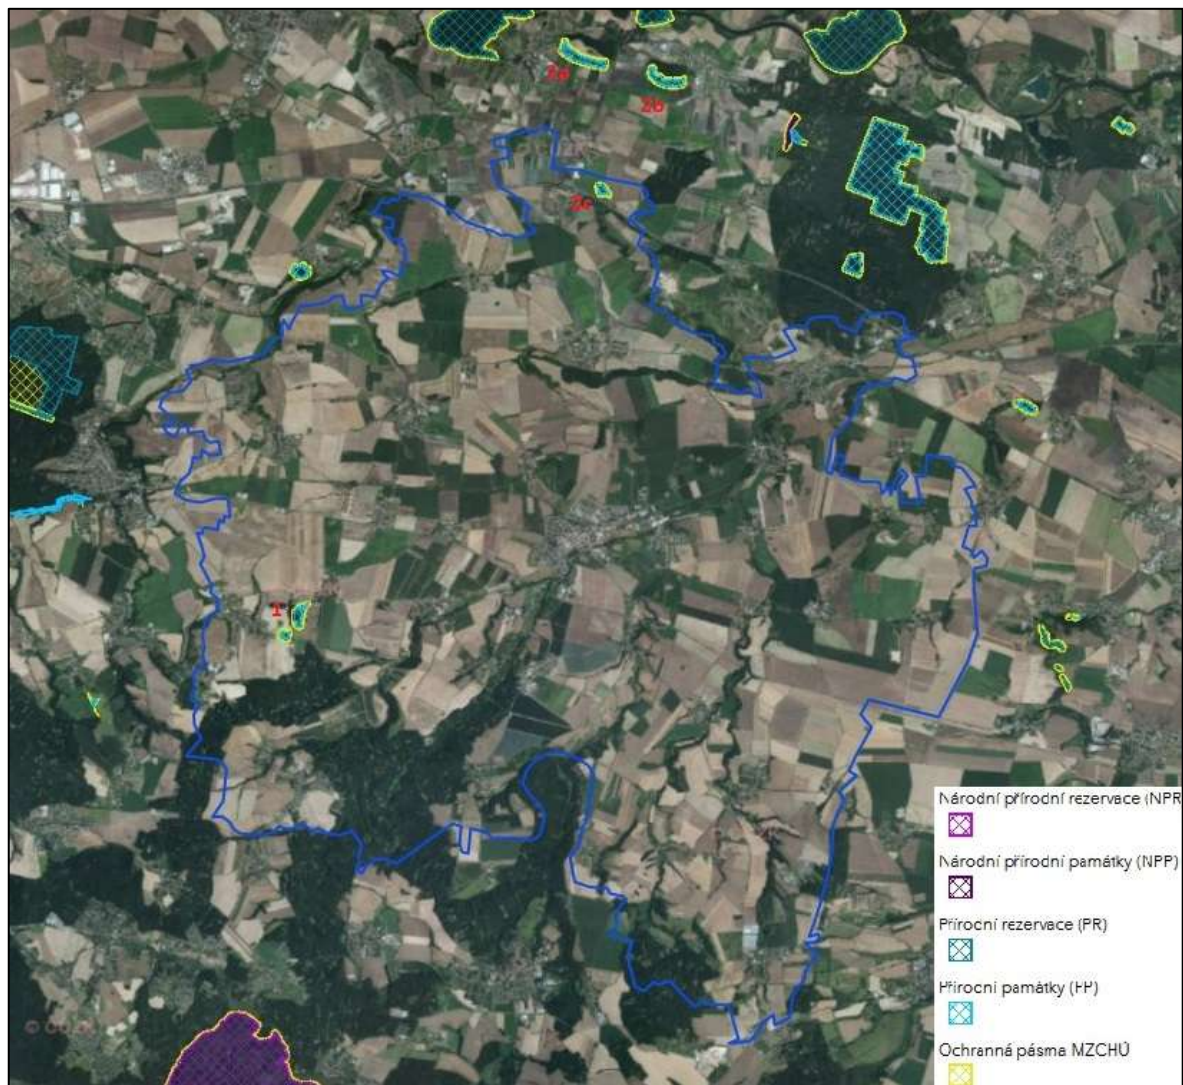 2a
2b
2c
1
Národní přírodní rezervace (NPR
Národní přírodní památky (NPP)
Přírodní rezervace (PR)
Přírodní památky (PP)
Ochranná pásma MZCHÚ